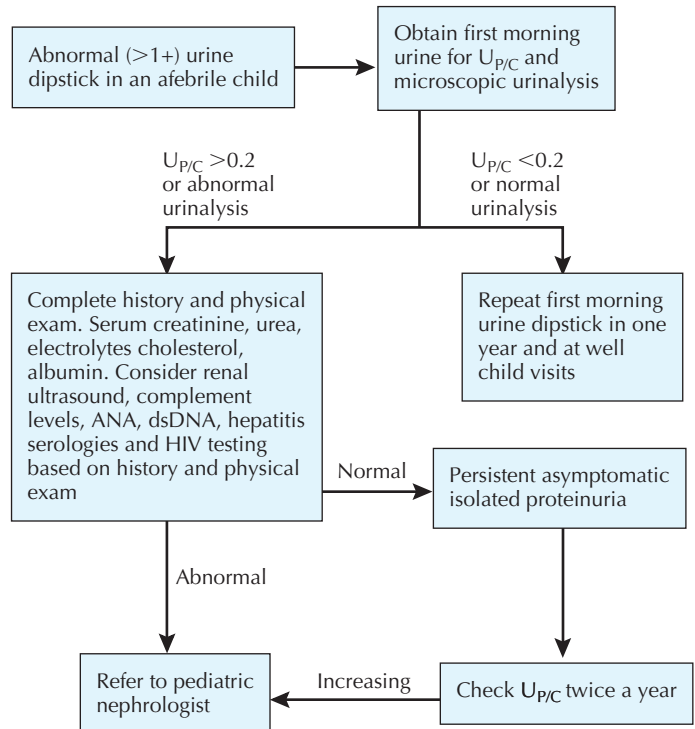 Abnormal (>1+) urine
dipstick in an afebrile child
Obtain first morning
urine for UP/C and
microscopic urinalysis
UP/C >0.2
or abnormal
urinalysis
UP/C <0.2
or normal
urinalysis
Complete history and physical
exam. Serum creatinine, urea,
electrolytes cholesterol,
albumin. Consider renal
ultrasound, complement
levels, ANA, dsDNA, hepatitis
serologies and HIV testing
based on history and physical
exam
Repeat first morning
urine dipstick in one
year and at well
child visits
Normal
Persistent asymptomatic
isolated proteinuria
Abnormal
Refer to pediatric
nephrologist
Increasing
Check UP/C twice a year